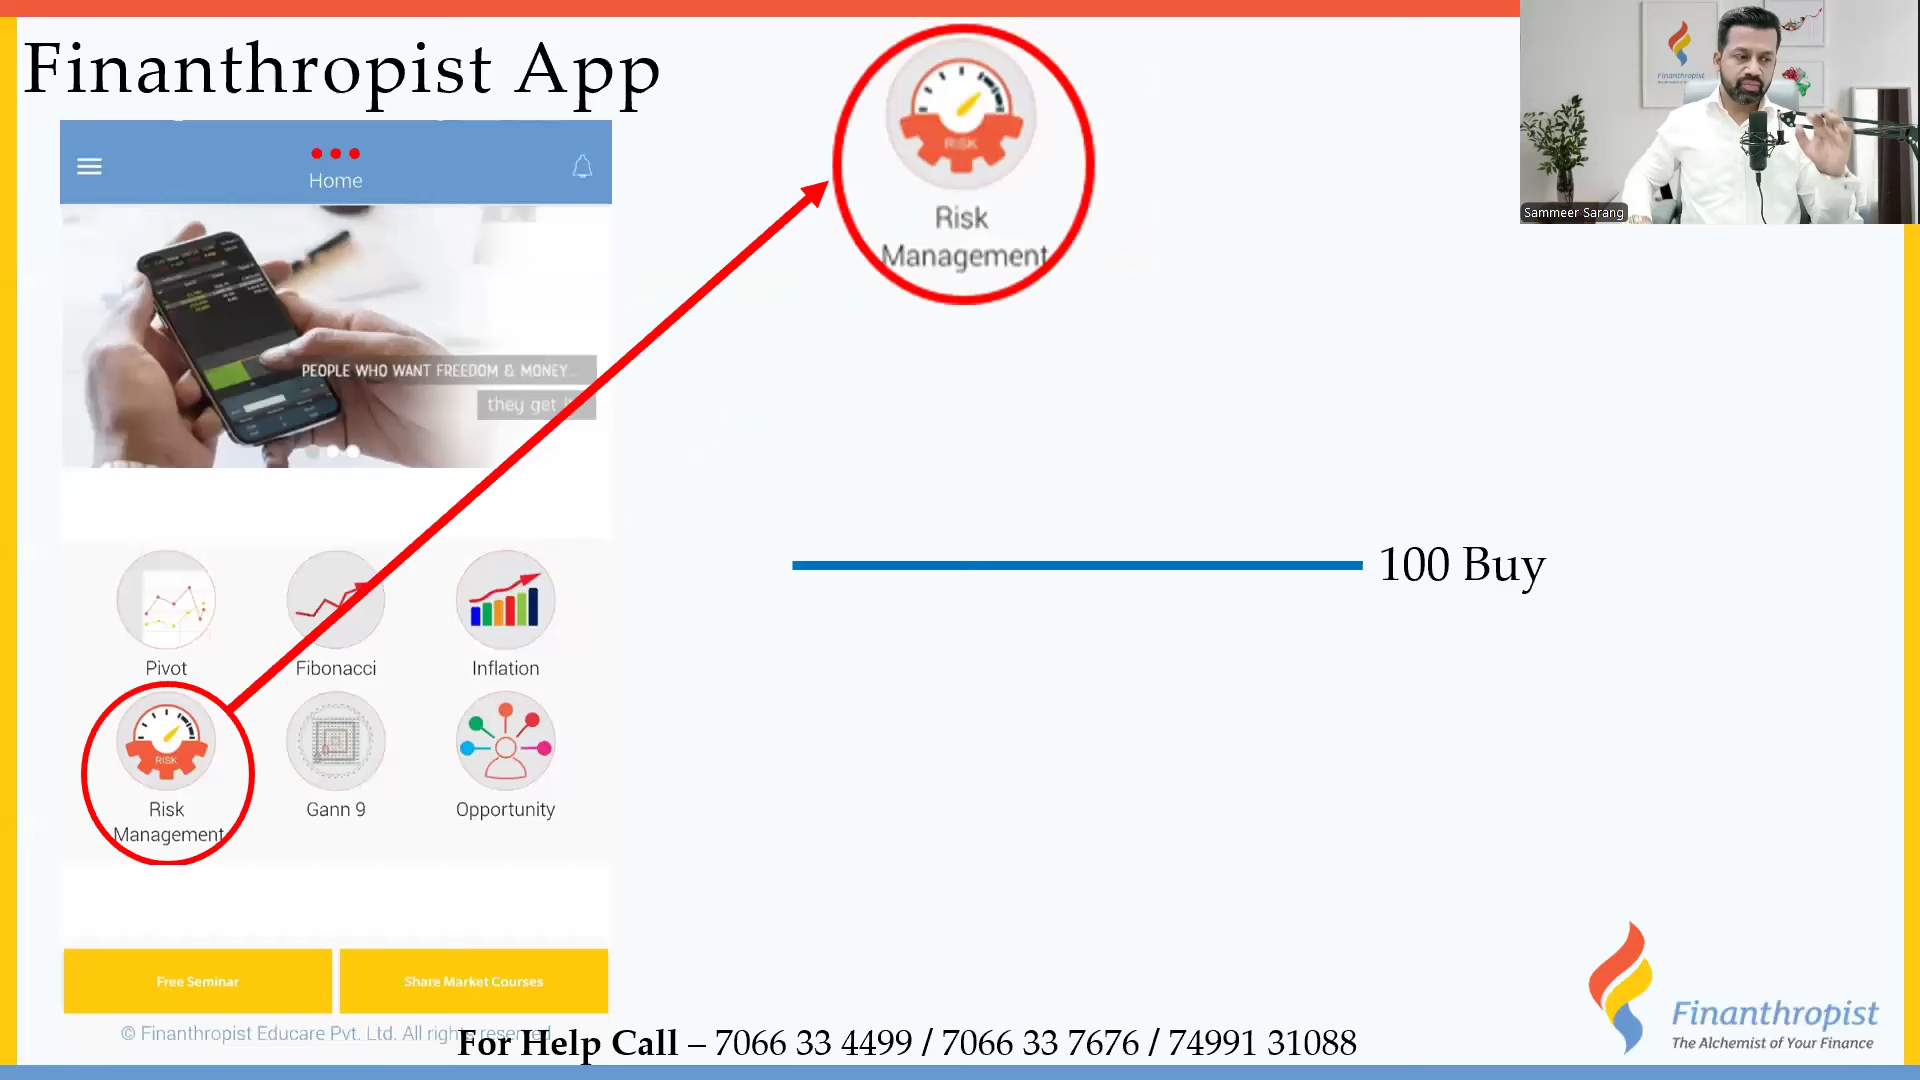 Finanthropist App
Home
PEOPLE WHO WANT FREEDOM & MONEY...
they get
Pivot
Fibonacci
Inflation
RISK
Risk
Management
Gann 9
Opportunity
Free Seminar
Share Market Courses
© Finanthropist Educare Pvt. Ltd. All rights reserved
For Help Call – 7066 33 4499 / 7066 33 7676 / 74991 31088
RISK
Risk
Management
100 Buy
Finanthropist
Sammeer Sarang
Finanthropist
The Alchemist of Your Finance